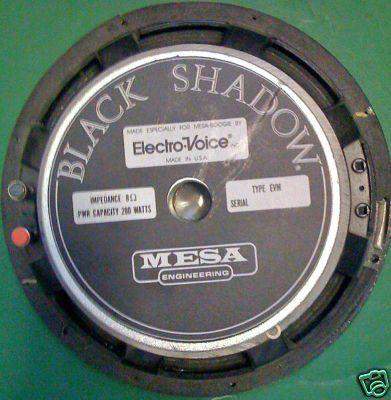 BLACK SHADOW
MADE ESPECIALLY FOR MESA-BOOGIE BY
Electro-Voice® INC.
MADE IN U.S.A.
IMPEDANCE 8Ω
PWR CAPACITY 200 WATTS
TYPE EVM
SERIAL
MESA
ENGINEERING